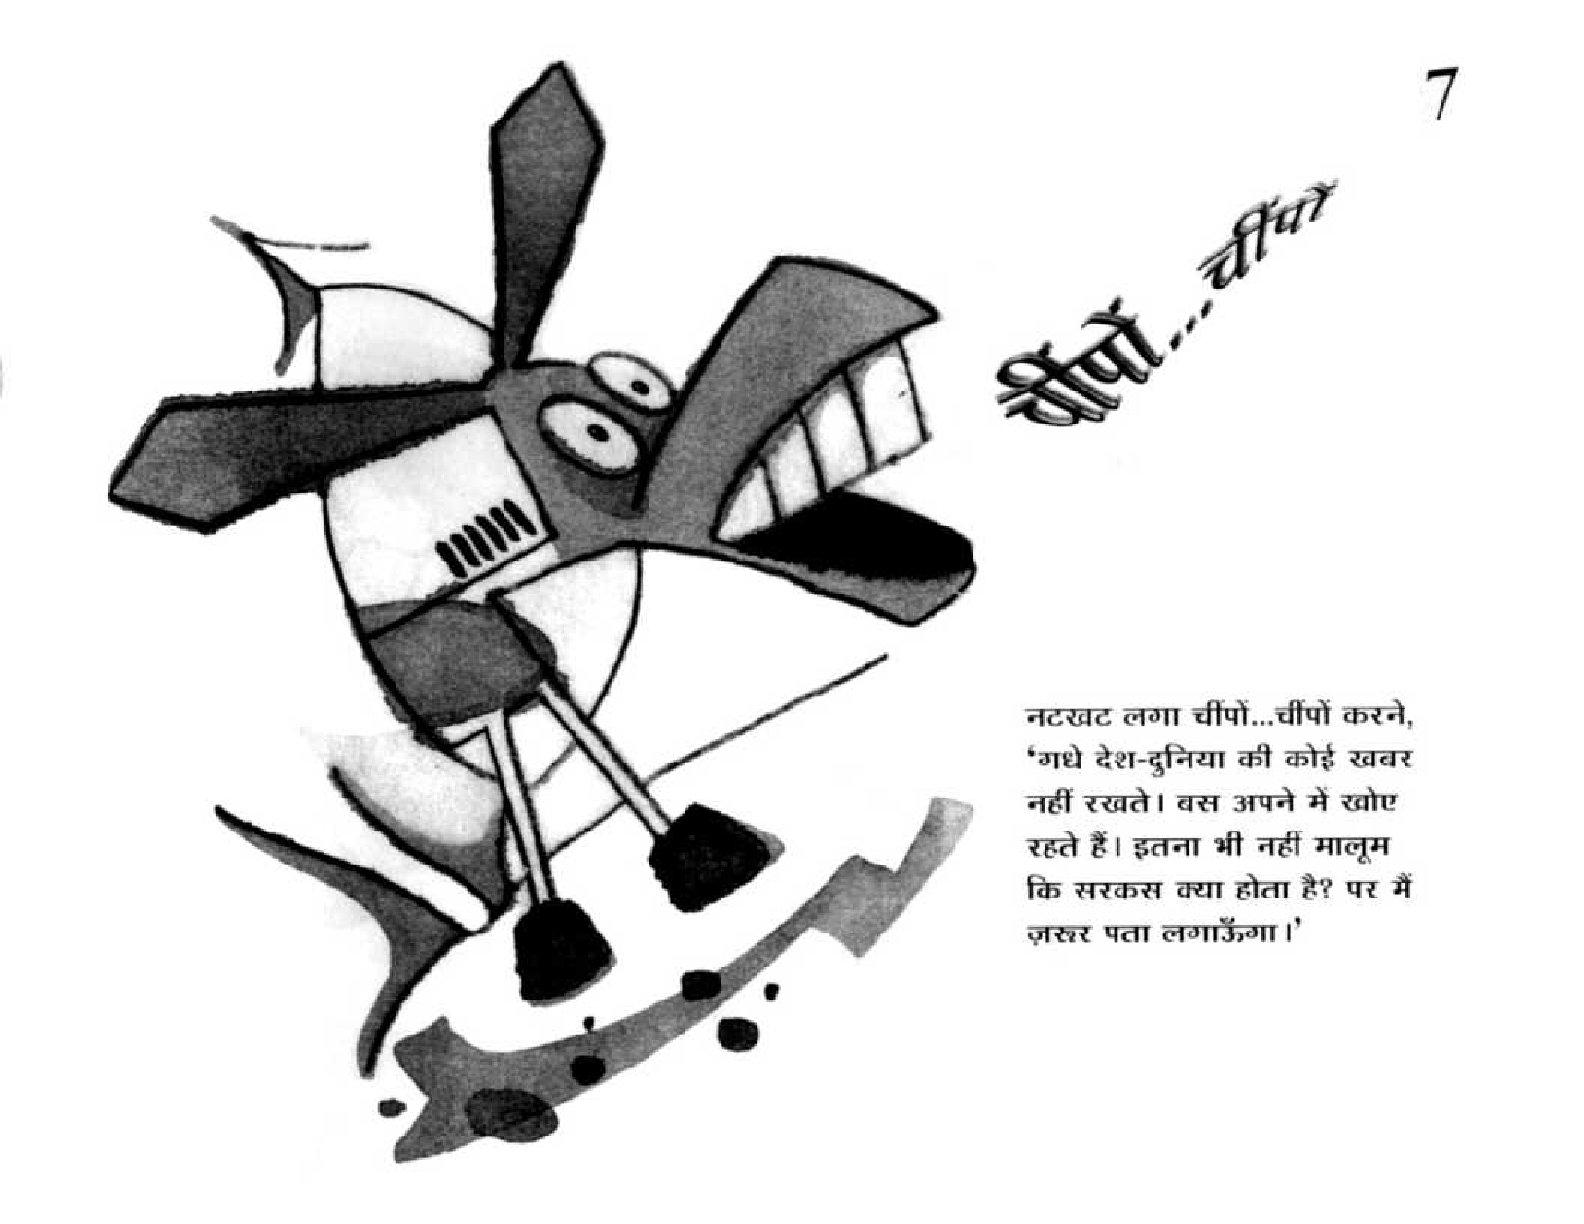 7
चींपों...चींपों
नटखट लगा चींपों...चींपों करने,
‘गधे देश-दुनिया की कोई खबर
नहीं रखते। बस अपने में खोए
रहते हैं। इतना भी नहीं मालूम
कि सरकस क्या होता है? पर मैं
ज़रूर पता लगाऊँगा।’